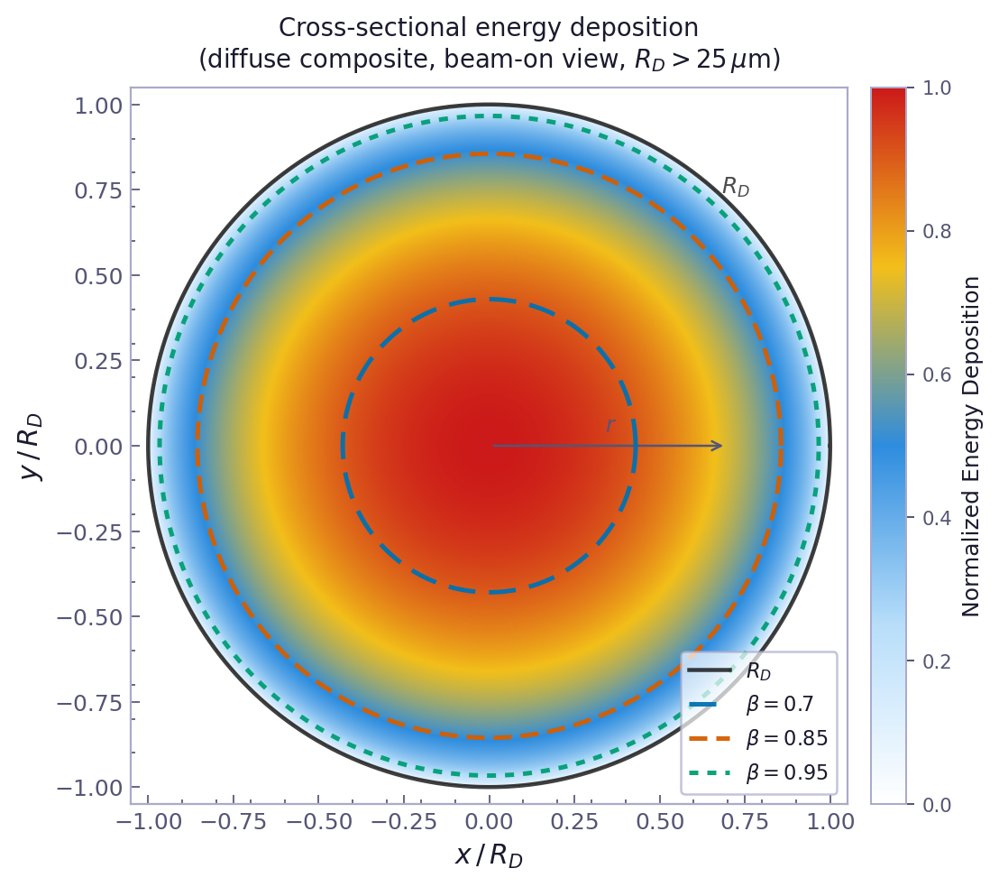 Cross-sectional energy deposition
(diffuse composite, beam-on view, R_D > 25 μm)
1.00
0.75
0.50
0.25
0.00
−0.25
−0.50
−0.75
−1.00
y / R_D
−1.00 −0.75 −0.50 −0.25 0.00 0.25 0.50 0.75 1.00
x / R_D
R_D
r
R_D
β = 0.7
β = 0.85
β = 0.95
1.0
0.8
0.6
0.4
0.2
0.0
Normalized Energy Deposition